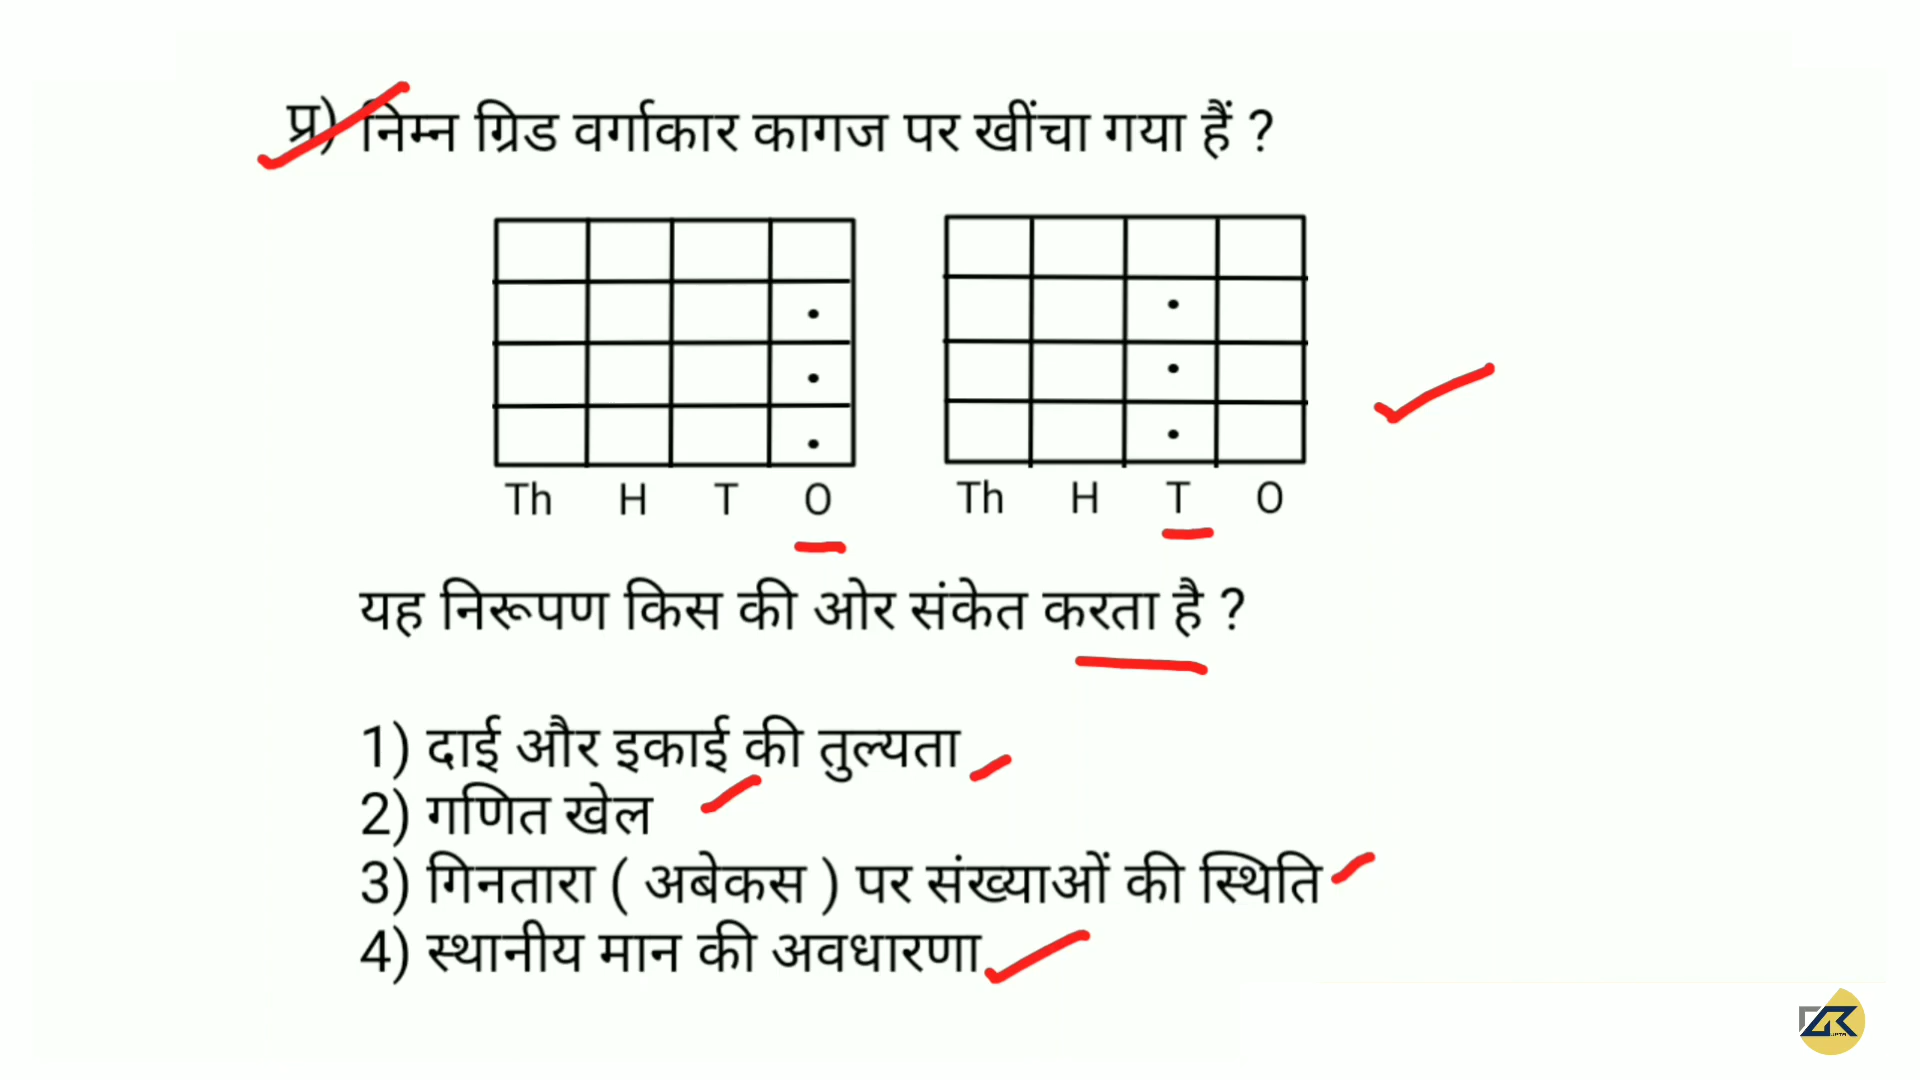 प्र) निम्न ग्रिड वर्गाकार कागज पर खींचा गया हैं ?
Th H T O Th H T O
यह निरूपण किस की ओर संकेत करता है ?
1) दाई और इकाई की तुल्यता
2) गणित खेल
3) गिनतारा ( अबेकस ) पर संख्याओं की स्थिति
4) स्थानीय मान की अवधारणा